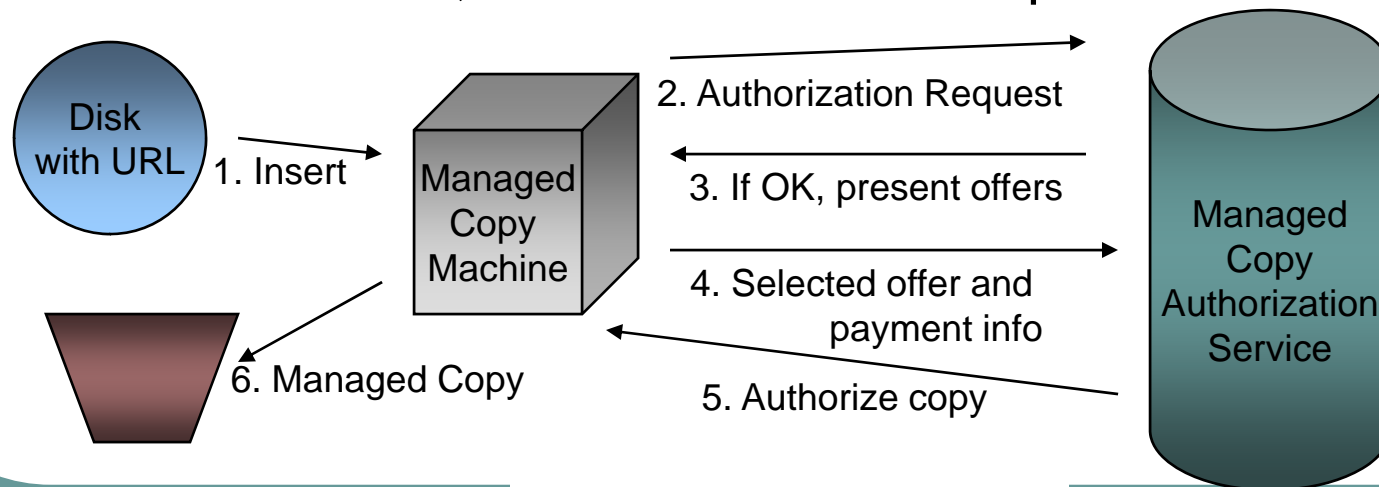 Disk
with URL
1. Insert
Managed
Copy
Machine
2. Authorization Request
3. If OK, present offers
4. Selected offer and
payment info
5. Authorize copy
6. Managed Copy
Managed
Copy
Authorization
Service